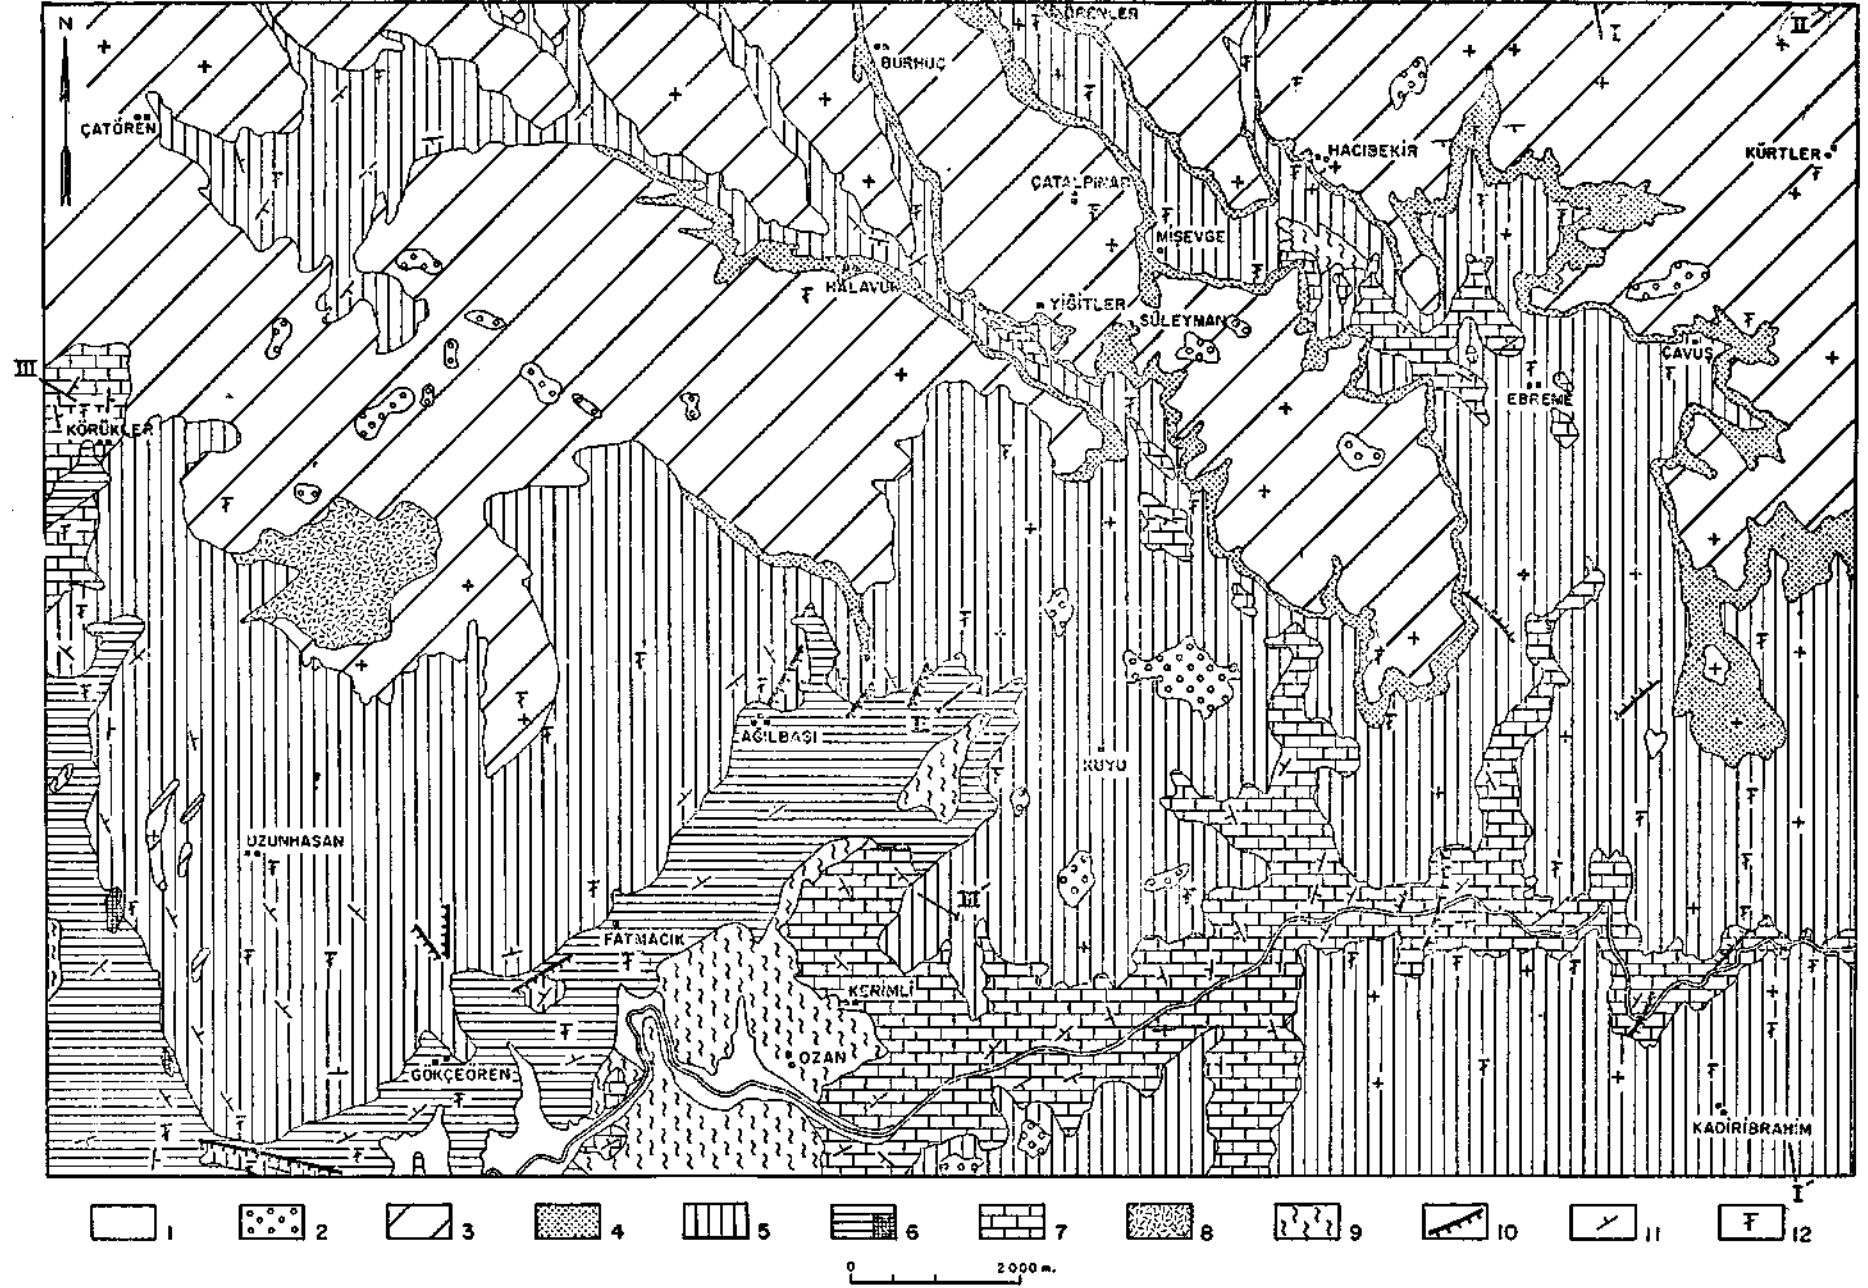 N
II
ÖRENLER
BURHUÇ
ÇATÖREN
HACIBEKİR
KÜRTLER
ÇATALPINAR
MİSEVGE
HALAVUR
YİĞİTLER
SÜLEYMAN
ÇAVUŞ
III
EBREME
KÖRÜKLER
I
AĞILBAŞI
KUYU
UZUNHASAN
III'
FATMACIK
KERİMLİ
OZAN
GÖKÇEÖREN
KADİRİBRAHİM
I'
1 2 3 4 5 6 7 8 9 10 11 12
0 2000 m.